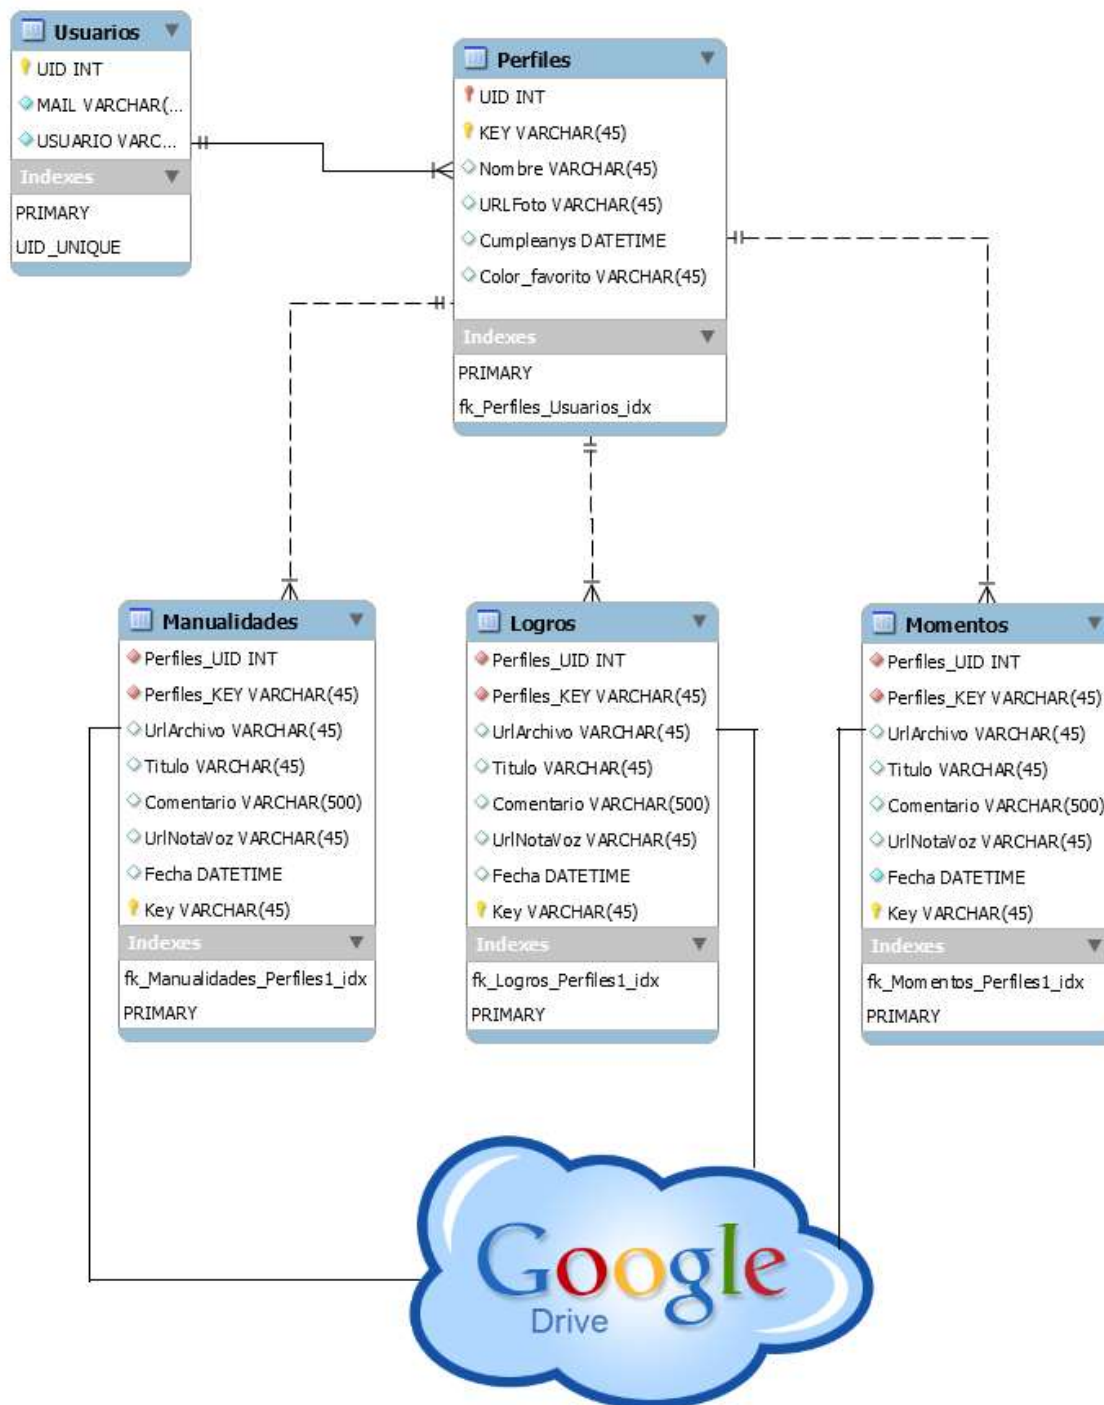 Usuarios
UID INT
MAIL VARCHAR(...
USUARIO VARC...
Indexes
PRIMARY
UID_UNIQUE
Perfiles
UID INT
KEY VARCHAR(45)
Nombre VARCHAR(45)
URLFoto VARCHAR(45)
Cumpleanys DATETIME
Color_favorito VARCHAR(45)
Indexes
PRIMARY
fk_Perfiles_Usuarios_idx
Manualidades
Perfiles_UID INT
Perfiles_KEY VARCHAR(45)
UrlArchivo VARCHAR(45)
Titulo VARCHAR(45)
Comentario VARCHAR(500)
UrlNotaVoz VARCHAR(45)
Fecha DATETIME
Key VARCHAR(45)
Indexes
fk_Manualidades_Perfiles1_idx
PRIMARY
Logros
Perfiles_UID INT
Perfiles_KEY VARCHAR(45)
UrlArchivo VARCHAR(45)
Titulo VARCHAR(45)
Comentario VARCHAR(500)
UrlNotaVoz VARCHAR(45)
Fecha DATETIME
Key VARCHAR(45)
Indexes
fk_Logros_Perfiles1_idx
PRIMARY
Momentos
Perfiles_UID INT
Perfiles_KEY VARCHAR(45)
UrlArchivo VARCHAR(45)
Titulo VARCHAR(45)
Comentario VARCHAR(500)
UrlNotaVoz VARCHAR(45)
Fecha DATETIME
Key VARCHAR(45)
Indexes
fk_Momentos_Perfiles1_idx
PRIMARY
Google
Drive